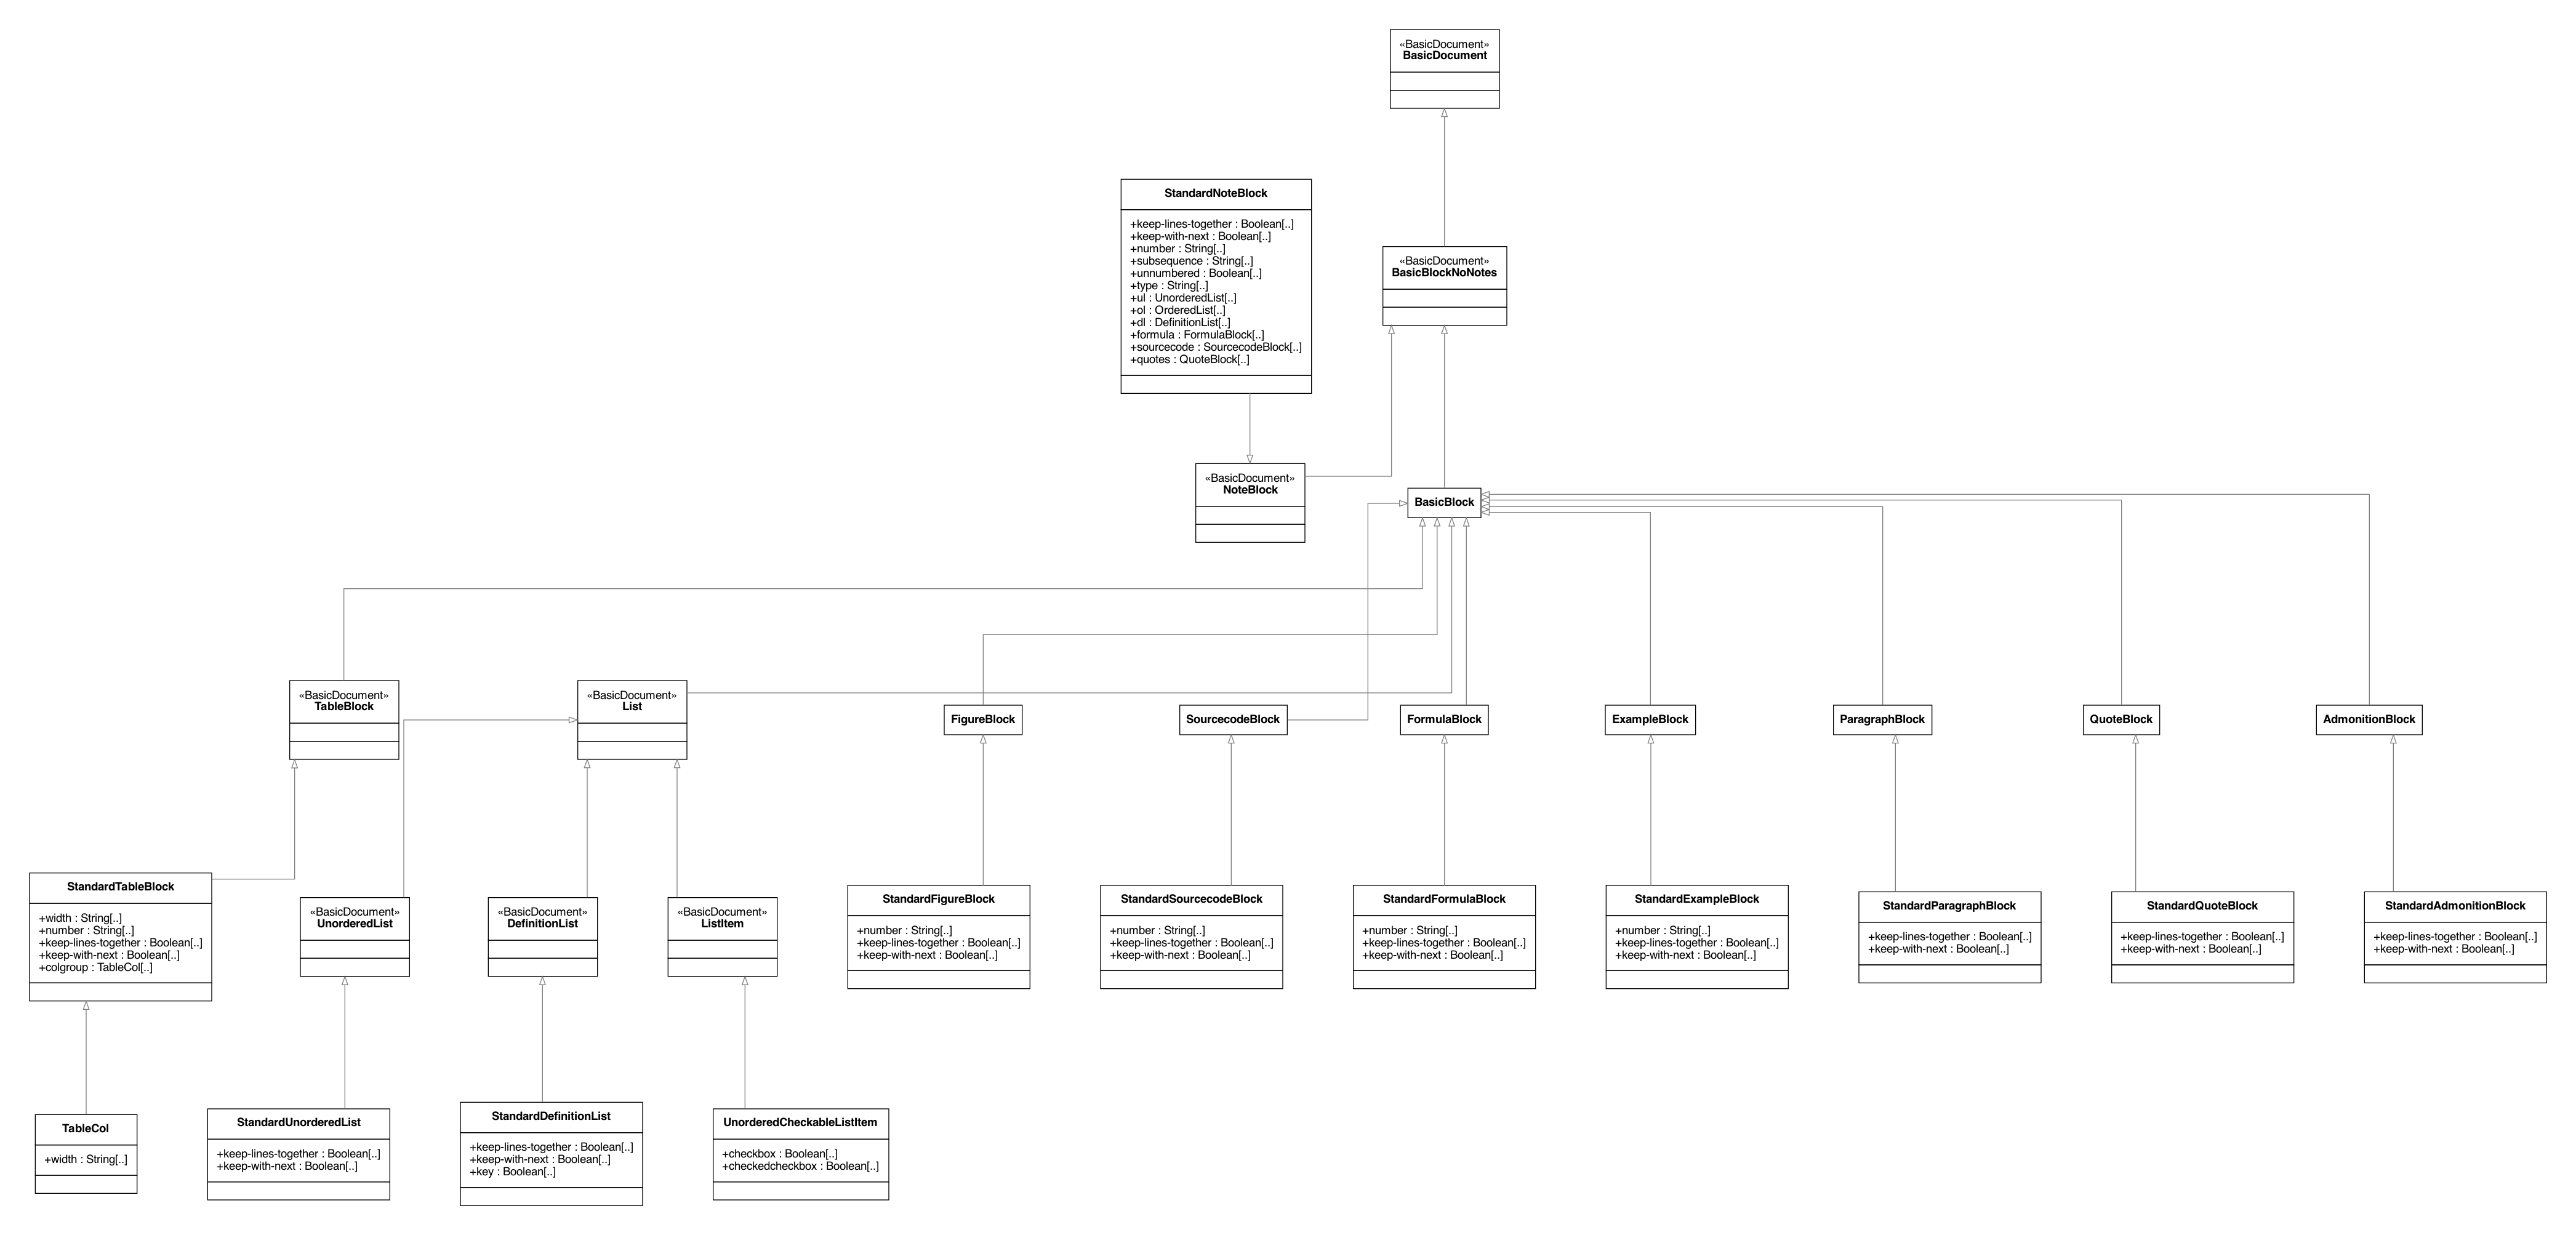 «BasicDocument»
BasicDocument
StandardNoteBlock
+keep-lines-together : Boolean[..]
+keep-with-next : Boolean[..]
+number : String[..]
+subsequence : String[..]
+unnumbered : Boolean[..]
+type : String[..]
+ul : UnorderedList[..]
+ol : OrderedList[..]
+dl : DefinitionList[..]
+formula : FormulaBlock[..]
+sourcecode : SourcecodeBlock[..]
+quotes : QuoteBlock[..]
«BasicDocument»
BasicBlockNoNotes
«BasicDocument»
NoteBlock
BasicBlock
«BasicDocument»
TableBlock
«BasicDocument»
List
FigureBlock
SourcecodeBlock
FormulaBlock
ExampleBlock
ParagraphBlock
QuoteBlock
AdmonitionBlock
StandardTableBlock
+width : String[..]
+number : String[..]
+keep-lines-together : Boolean[..]
+keep-with-next : Boolean[..]
+colgroup : TableCol[..]
«BasicDocument»
UnorderedList
«BasicDocument»
DefinitionList
«BasicDocument»
ListItem
StandardFigureBlock
+number : String[..]
+keep-lines-together : Boolean[..]
+keep-with-next : Boolean[..]
StandardSourcecodeBlock
+number : String[..]
+keep-lines-together : Boolean[..]
+keep-with-next : Boolean[..]
StandardFormulaBlock
+number : String[..]
+keep-lines-together : Boolean[..]
+keep-with-next : Boolean[..]
StandardExampleBlock
+number : String[..]
+keep-lines-together : Boolean[..]
+keep-with-next : Boolean[..]
StandardParagraphBlock
+keep-lines-together : Boolean[..]
+keep-with-next : Boolean[..]
StandardQuoteBlock
+keep-lines-together : Boolean[..]
+keep-with-next : Boolean[..]
StandardAdmonitionBlock
+keep-lines-together : Boolean[..]
+keep-with-next : Boolean[..]
TableCol
+width : String[..]
StandardUnorderedList
+keep-lines-together : Boolean[..]
+keep-with-next : Boolean[..]
StandardDefinitionList
+keep-lines-together : Boolean[..]
+keep-with-next : Boolean[..]
+key : Boolean[..]
UnorderedCheckableListItem
+checkbox : Boolean[..]
+checkedcheckbox : Boolean[..]